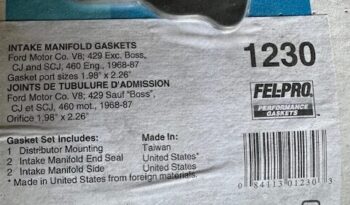 INTAKE MANIFOLD GASKETS
Ford Motor Co. V8; 429 Exc. Boss,
CJ and SCJ, 460 Eng., 1968-87
Gasket port sizes 1.98" x 2.26"
JOINTS DE TUBULURE D'ADMISSION
Ford Motor Co. V8; 429 Sauf "Boss",
CJ et SCJ, 460 mot., 1968-87
Orifice 1,98" x 2,26"
1230
FEL-PRO
PERFORMANCE
GASKETS
Gasket Set Includes: Made In:
1 Distributor Mounting Taiwan
2 Intake Manifold End Seal United States*
2 Intake Manifold Side United States*
* Made in United States from foreign materials
0 84113 01230 3